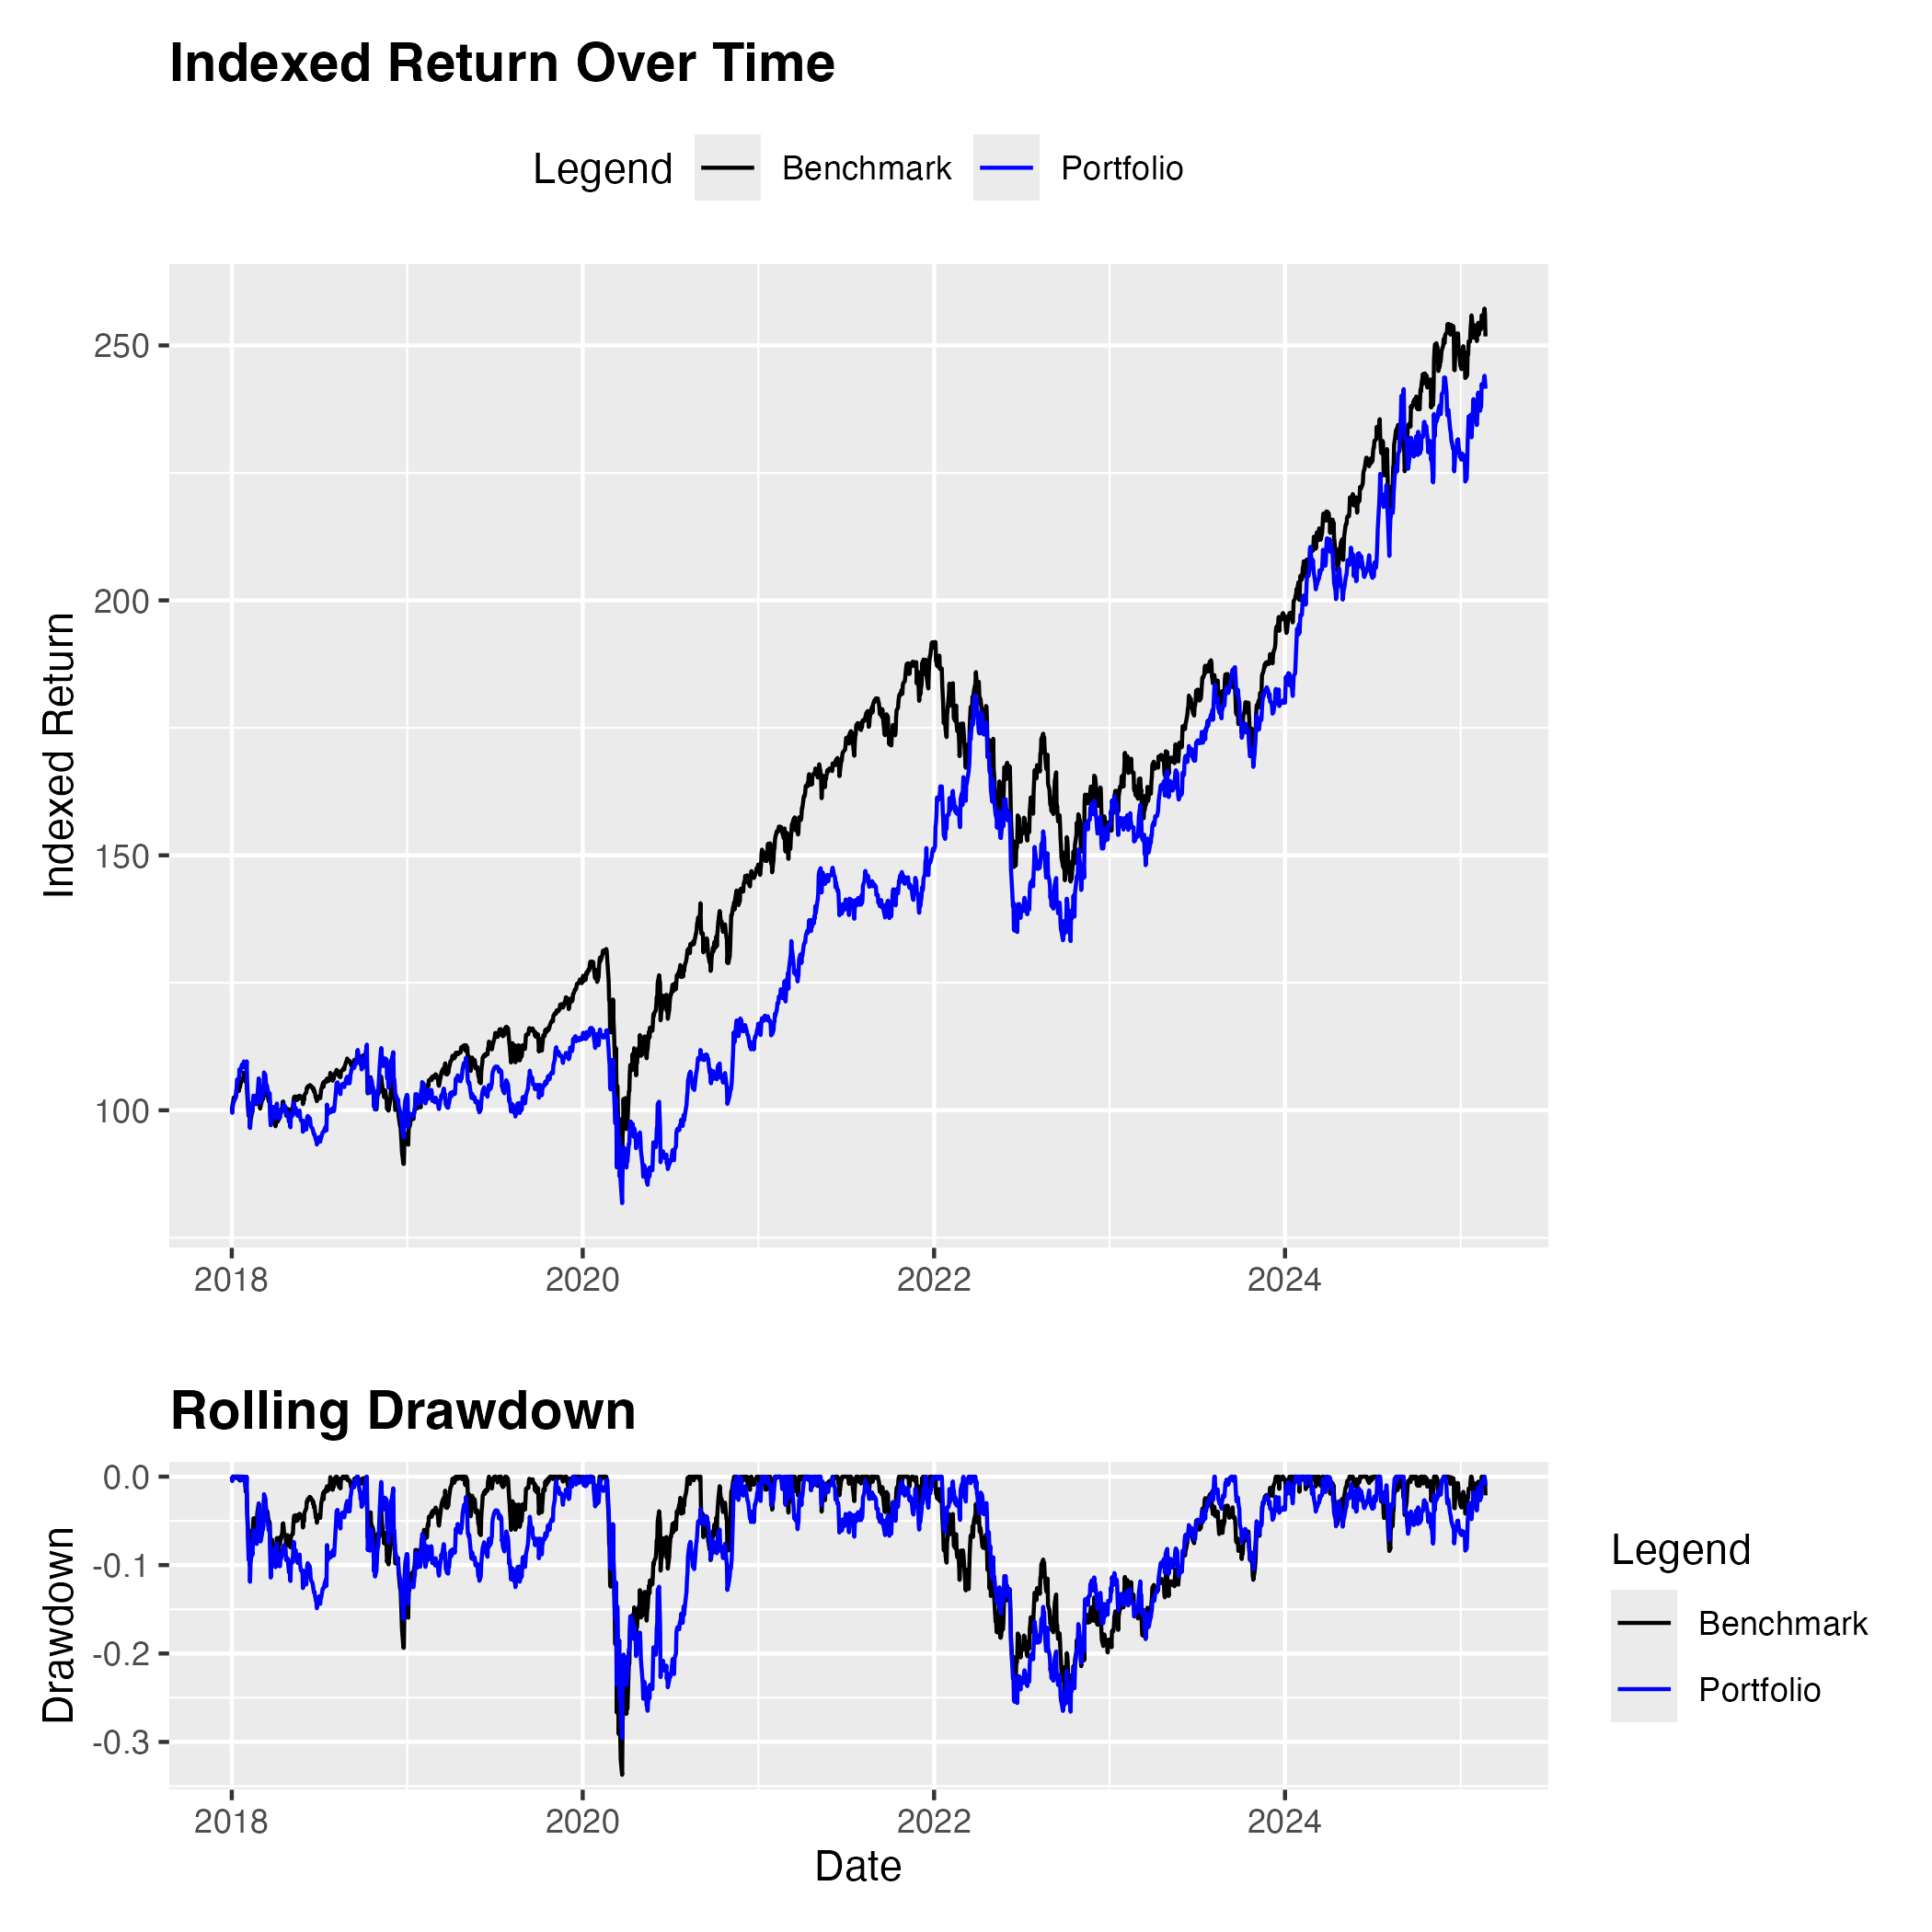 Indexed Return Over Time
Legend Benchmark Portfolio
Indexed Return
250
200
150
100
2018 2020 2022 2024
Rolling Drawdown
Drawdown
0.0
-0.1
-0.2
-0.3
2018 2020 2022 2024
Date
Legend
Benchmark
Portfolio